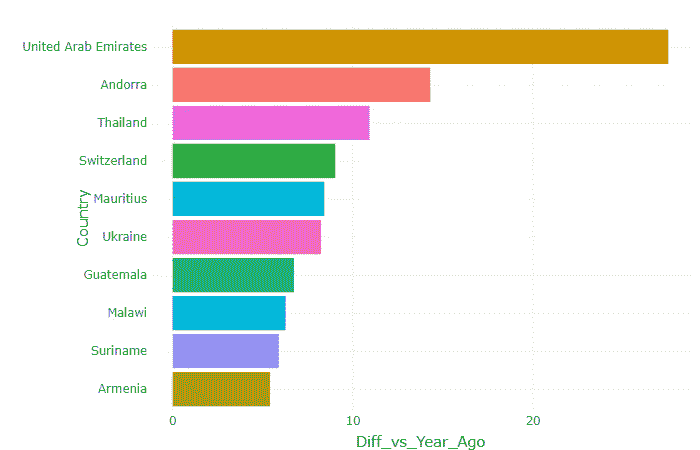 United Arab Emirates
Andorra
Thailand
Switzerland
Mauritius
Ukraine
Guatemala
Malawi
Suriname
Armenia
Country
0 10 20
Diff_vs_Year_Ago